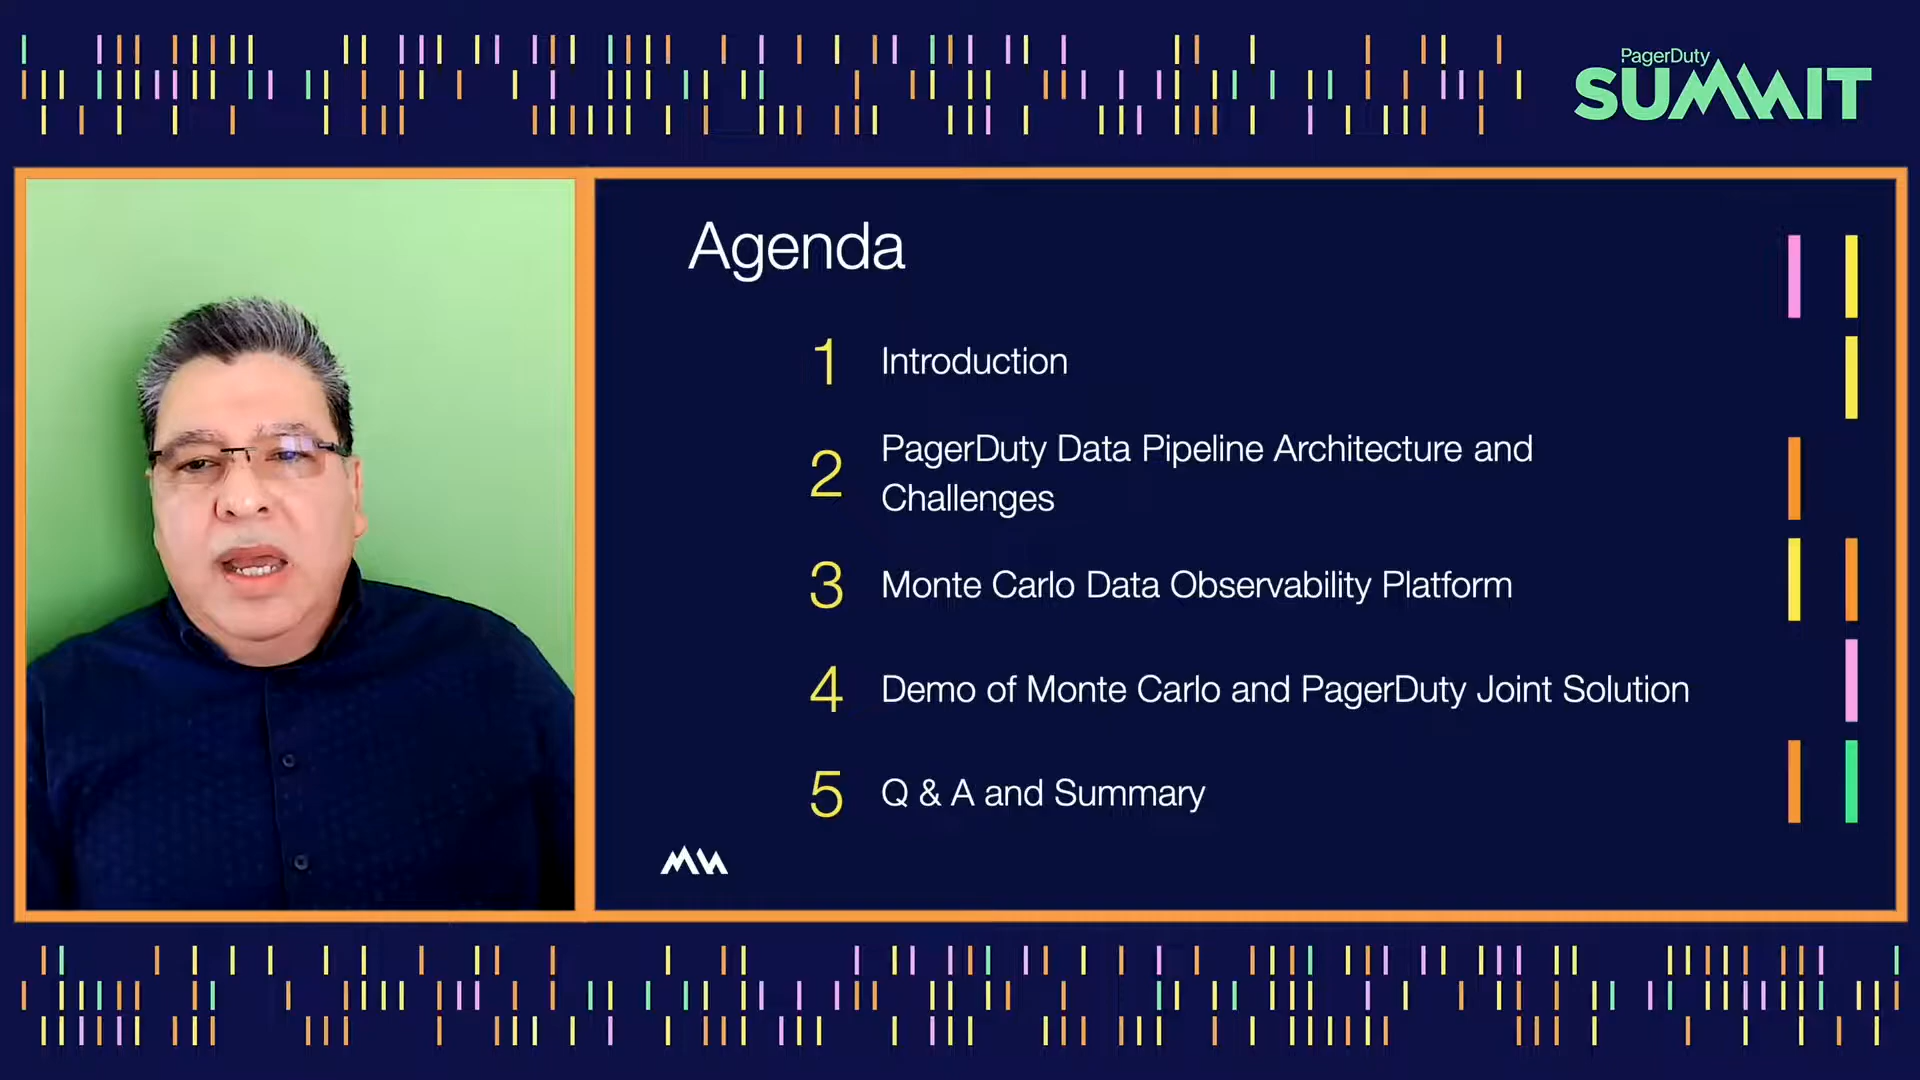 PagerDuty
SUMMIT
Agenda
1 Introduction
2 PagerDuty Data Pipeline Architecture and
Challenges
3 Monte Carlo Data Observability Platform
4 Demo of Monte Carlo and PagerDuty Joint Solution
5 Q & A and Summary